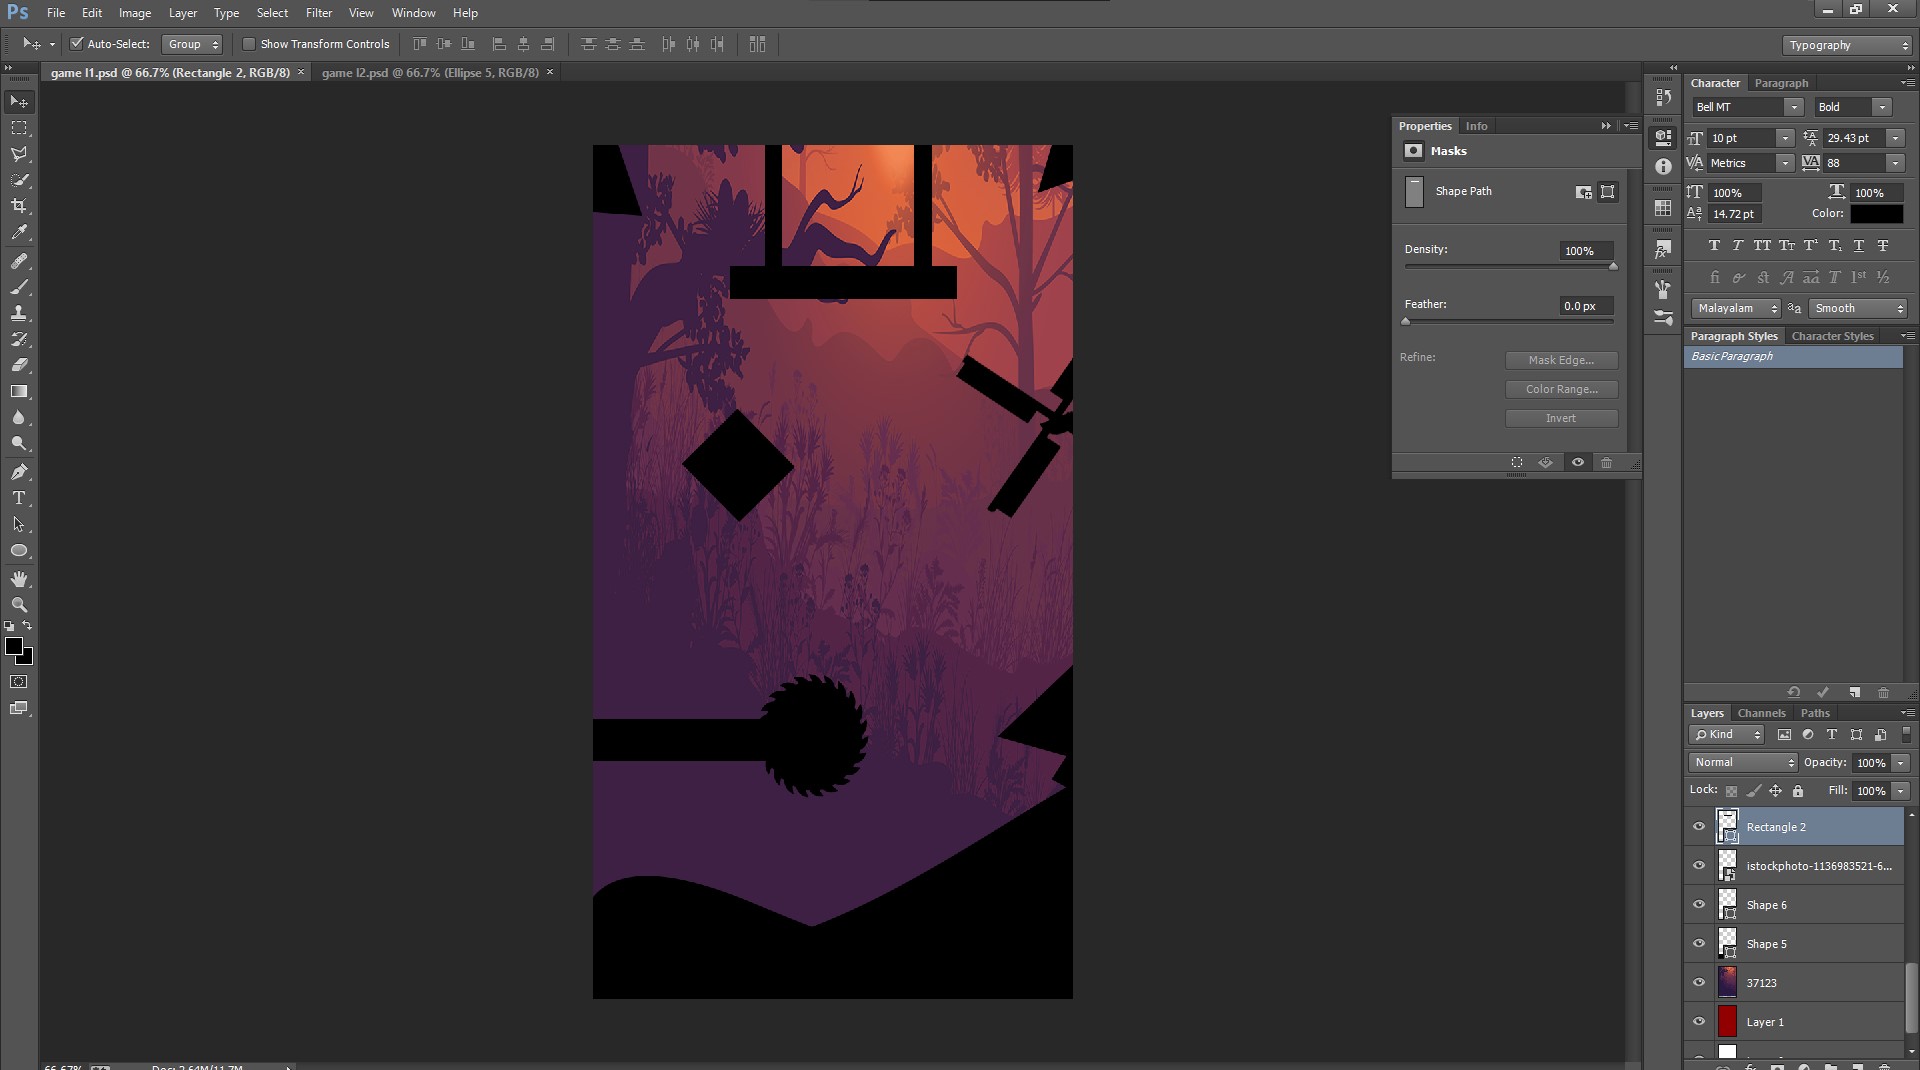 Ps File Edit Image Layer Type Select Filter View Window Help
Auto-Select: Group Show Transform Controls Typography
game l1.psd @ 66.7% (Rectangle 2, RGB/8) × game l2.psd @ 66.7% (Ellipse 5, RGB/8) ×
Properties Info
Masks
Shape Path
Density: 100%
Feather: 0.0 px
Refine: Mask Edge...
Color Range...
Invert
Character Paragraph
Bell MT Bold
10 pt 29.43 pt
Metrics 88
100% 100%
14.72 pt Color:
Malayalam aa Smooth
Paragraph Styles Character Styles
Basic Paragraph
Layers Channels Paths
Kind
Normal Opacity: 100%
Lock: Fill: 100%
Rectangle 2
istockphoto-1136983521-6...
Shape 6
Shape 5
37123
Layer 1
66.67% Doc: 2.64M/11.7M